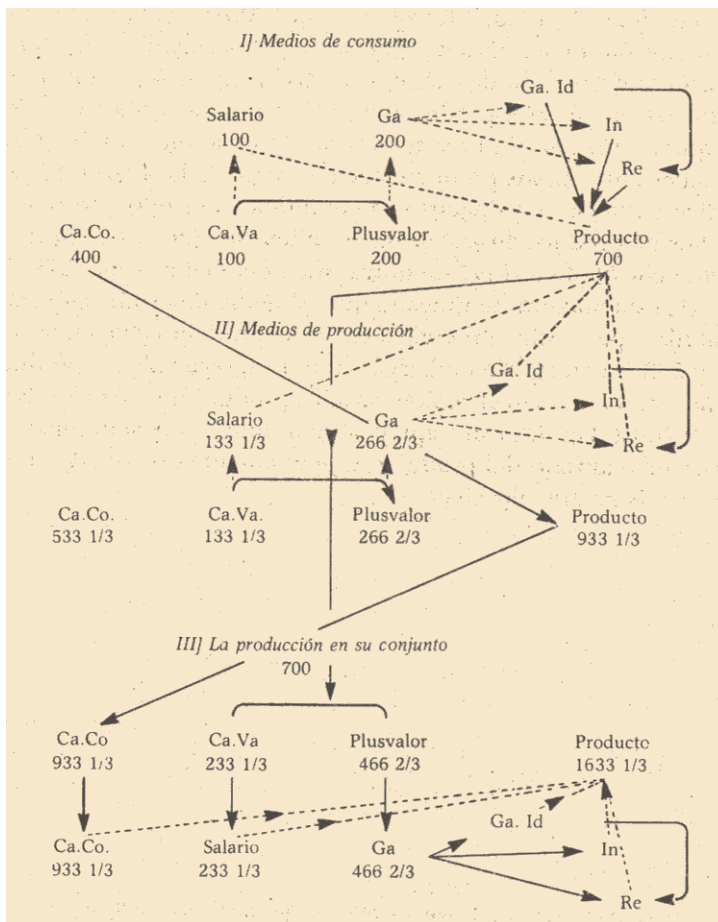 I] Medios de consumo
Ga. Id
Salario Ga In
100 200
Re
Ca.Co. Ca.Va Plusvalor Producto
400 100 200 700
II] Medios de producción
Ga. Id
In
Salario Ga
133 1/3 266 2/3 Re
Ca.Co. Ca.Va. Plusvalor Producto
533 1/3 133 1/3 266 2/3 933 1/3
III] La producción en su conjunto
700
Ca.Co Ca.Va Plusvalor Producto
933 1/3 233 1/3 466 2/3 1633 1/3
Ga. Id
Ca.Co. Salario Ga In
933 1/3 233 1/3 466 2/3
Re